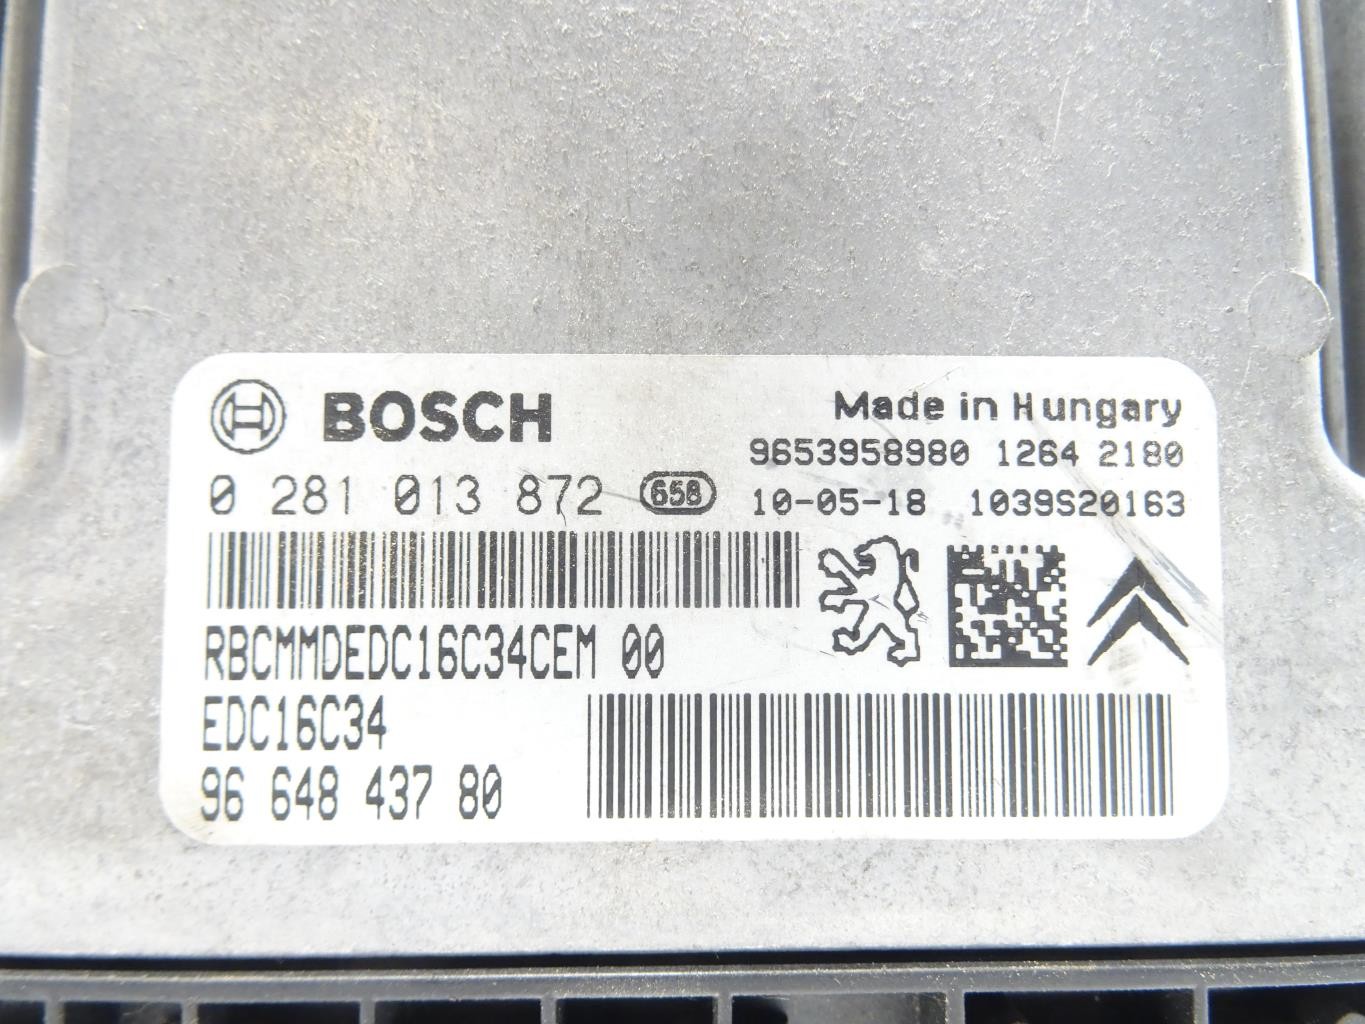 BOSCH
Made in Hungary
9653958980 1264 2180
0 281 013 872 658
10-05-18 1039S20163
RBCMMDEDC16C34CEM 00
EDC16C34
96 648 437 80